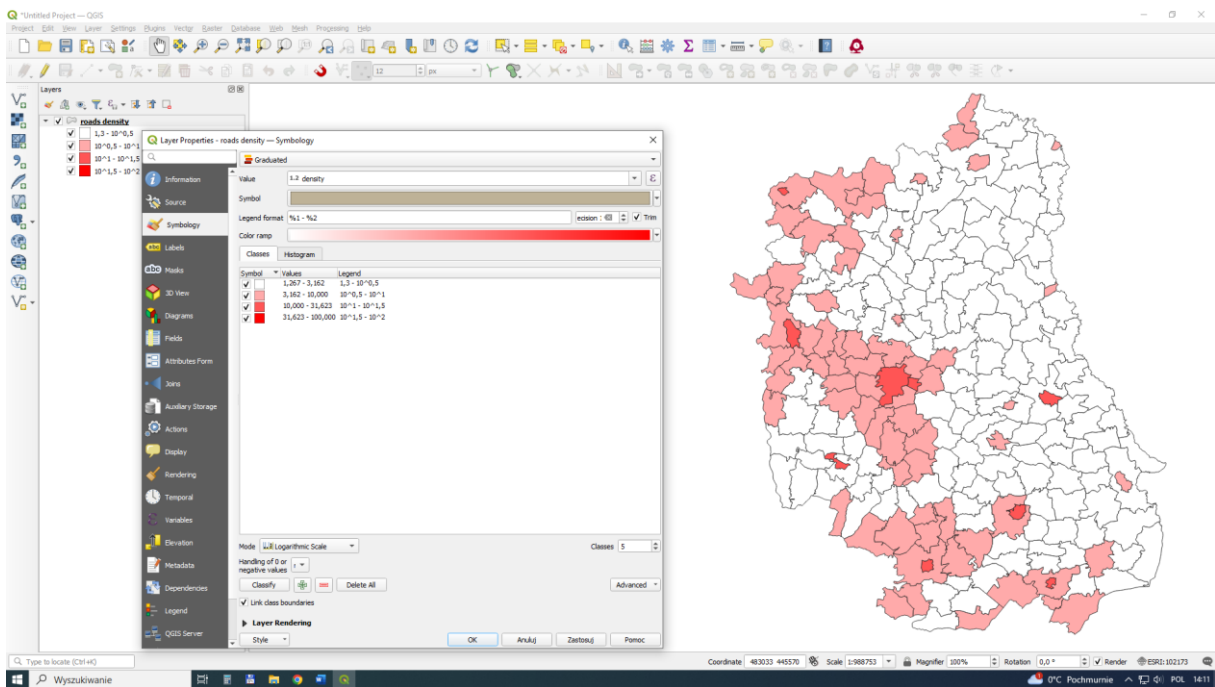 *Untitled Project — QGIS
Project Edit View Layer Settings Plugins Vector Raster Database Web Mesh Processing Help
12 px
Layers
roads density
1,3 - 10^0,5
10^0,5 - 10^1
10^1 - 10^1,5
10^1,5 - 10^2
Layer Properties - roads density — Symbology
Information
Source
Symbology
Labels
Masks
3D View
Diagrams
Fields
Attributes Form
Joins
Auxiliary Storage
Actions
Display
Rendering
Temporal
Variables
Elevation
Metadata
Dependencies
Legend
QGIS Server
Graduated
Value 1.2 density
Symbol
Legend format %1 - %2 ecision : Trim
Color ramp
Classes Histogram
Symbol Values Legend
1,267 - 3,162 1,3 - 10^0,5
3,162 - 10,000 10^0,5 - 10^1
10,000 - 31,623 10^1 - 10^1,5
31,623 - 100,000 10^1,5 - 10^2
Mode Logarithmic Scale Classes 5
Handling of 0 or
negative values
Classify Delete All Advanced
Link class boundaries
Layer Rendering
Style OK Anuluj Zastosuj Pomoc
Type to locate (Ctrl+K) Coordinate 483033 445570 Scale 1:988753 Magnifier 100% Rotation 0,0 ° Render ESRI:102173
Wyszukiwanie 0°C Pochmurnie POL 14:11